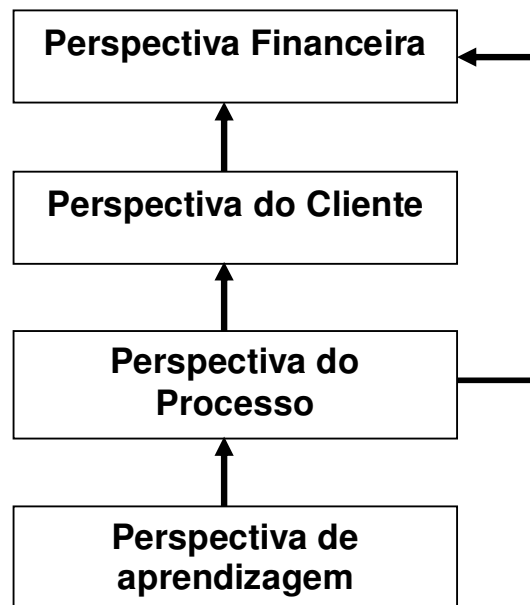 Perspectiva Financeira
Perspectiva do Cliente
Perspectiva do
Processo
Perspectiva de
aprendizagem